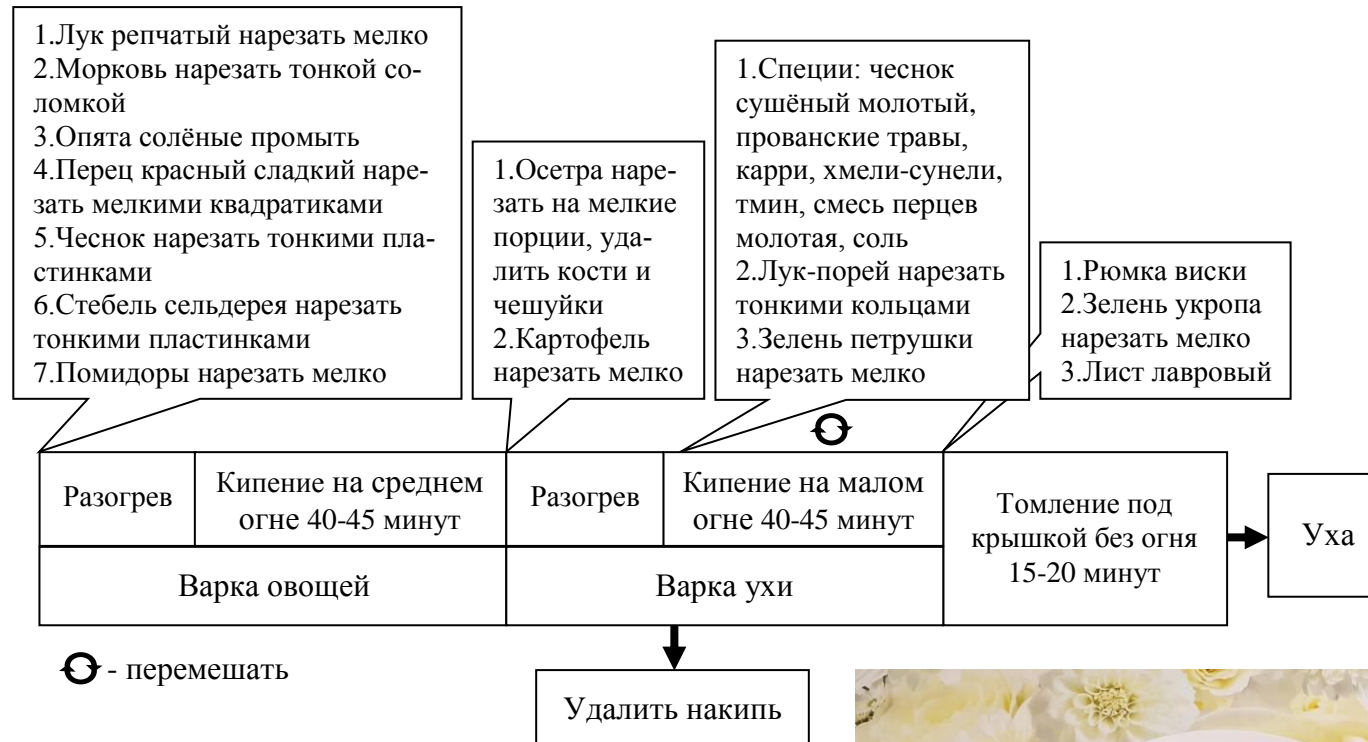 1.Лук репчатый нарезать мелко
2.Морковь нарезать тонкой со-
ломкой
3.Опята солёные промыть
4.Перец красный сладкий наре-
зать мелкими квадратиками
5.Чеснок нарезать тонкими пла-
стинками
6.Стебель сельдерея нарезать
тонкими пластинками
7.Помидоры нарезать мелко
1.Осетра наре-
зать на мелкие
порции, уда-
лить кости и
чешуйки
2.Картофель
нарезать мелко
1.Специи: чеснок
сушёный молотый,
прованские травы,
карри, хмели-сунели,
тмин, смесь перцев
молотая, соль
2.Лук-порей нарезать
тонкими кольцами
3.Зелень петрушки
нарезать мелко
1.Рюмка виски
2.Зелень укропа
нарезать мелко
3.Лист лавровый
Разогрев
Кипение на среднем
огне 40-45 минут
Разогрев
Кипение на малом
огне 40-45 минут
Томление под
крышкой без огня
15-20 минут
Уха
Варка овощей
Варка ухи
- перемешать
Удалить накипь